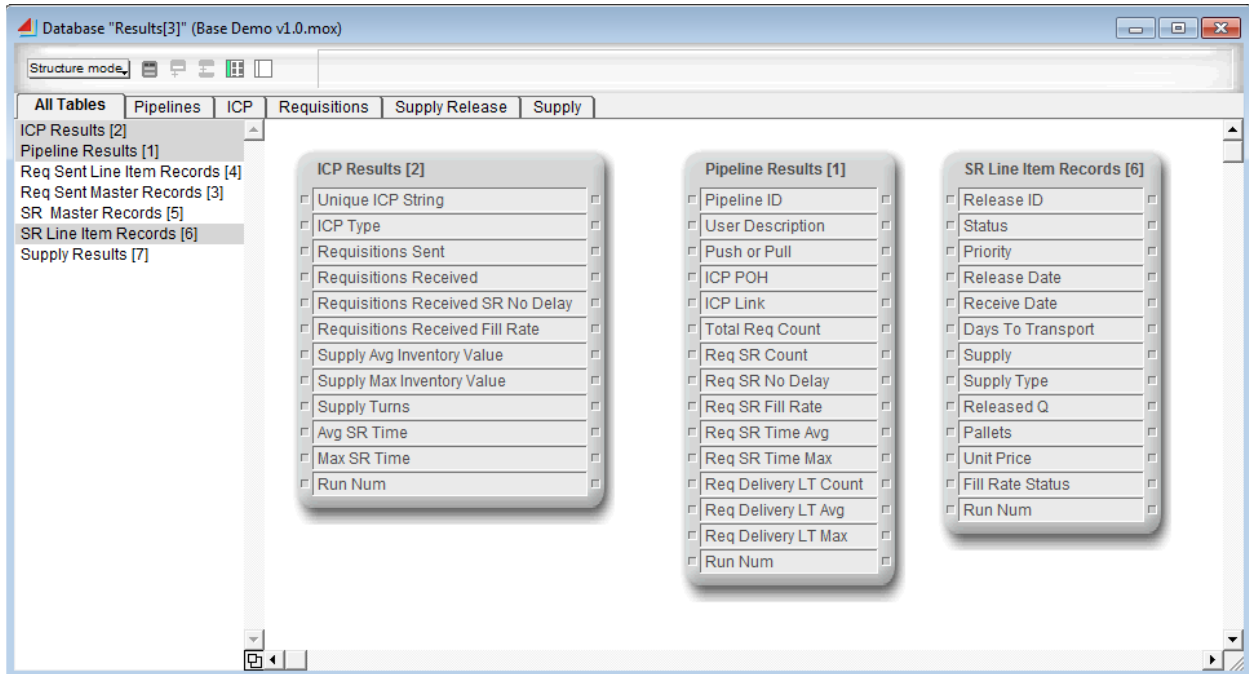 Database "Results[3]" (Base Demo v1.0.mox)
Structure mode
All Tables
Pipelines
ICP
Requisitions
Supply Release
Supply
ICP Results [2]
Pipeline Results [1]
Req Sent Line Item Records [4]
Req Sent Master Records [3]
SR  Master Records [5]
SR Line Item Records [6]
Supply Results [7]
ICP Results [2]
Unique ICP String
ICP Type
Requisitions Sent
Requisitions Received
Requisitions Received SR No Delay
Requisitions Received Fill Rate
Supply Avg Inventory Value
Supply Max Inventory Value
Supply Turns
Avg SR Time
Max SR Time
Run Num
Pipeline Results [1]
Pipeline ID
User Description
Push or Pull
ICP POH
ICP Link
Total Req Count
Req SR Count
Req SR No Delay
Req SR Fill Rate
Req SR Time Avg
Req SR Time Max
Req Delivery LT Count
Req Delivery LT Avg
Req Delivery LT Max
Run Num
SR Line Item Records [6]
Release ID
Status
Priority
Release Date
Receive Date
Days To Transport
Supply
Supply Type
Released Q
Pallets
Unit Price
Fill Rate Status
Run Num